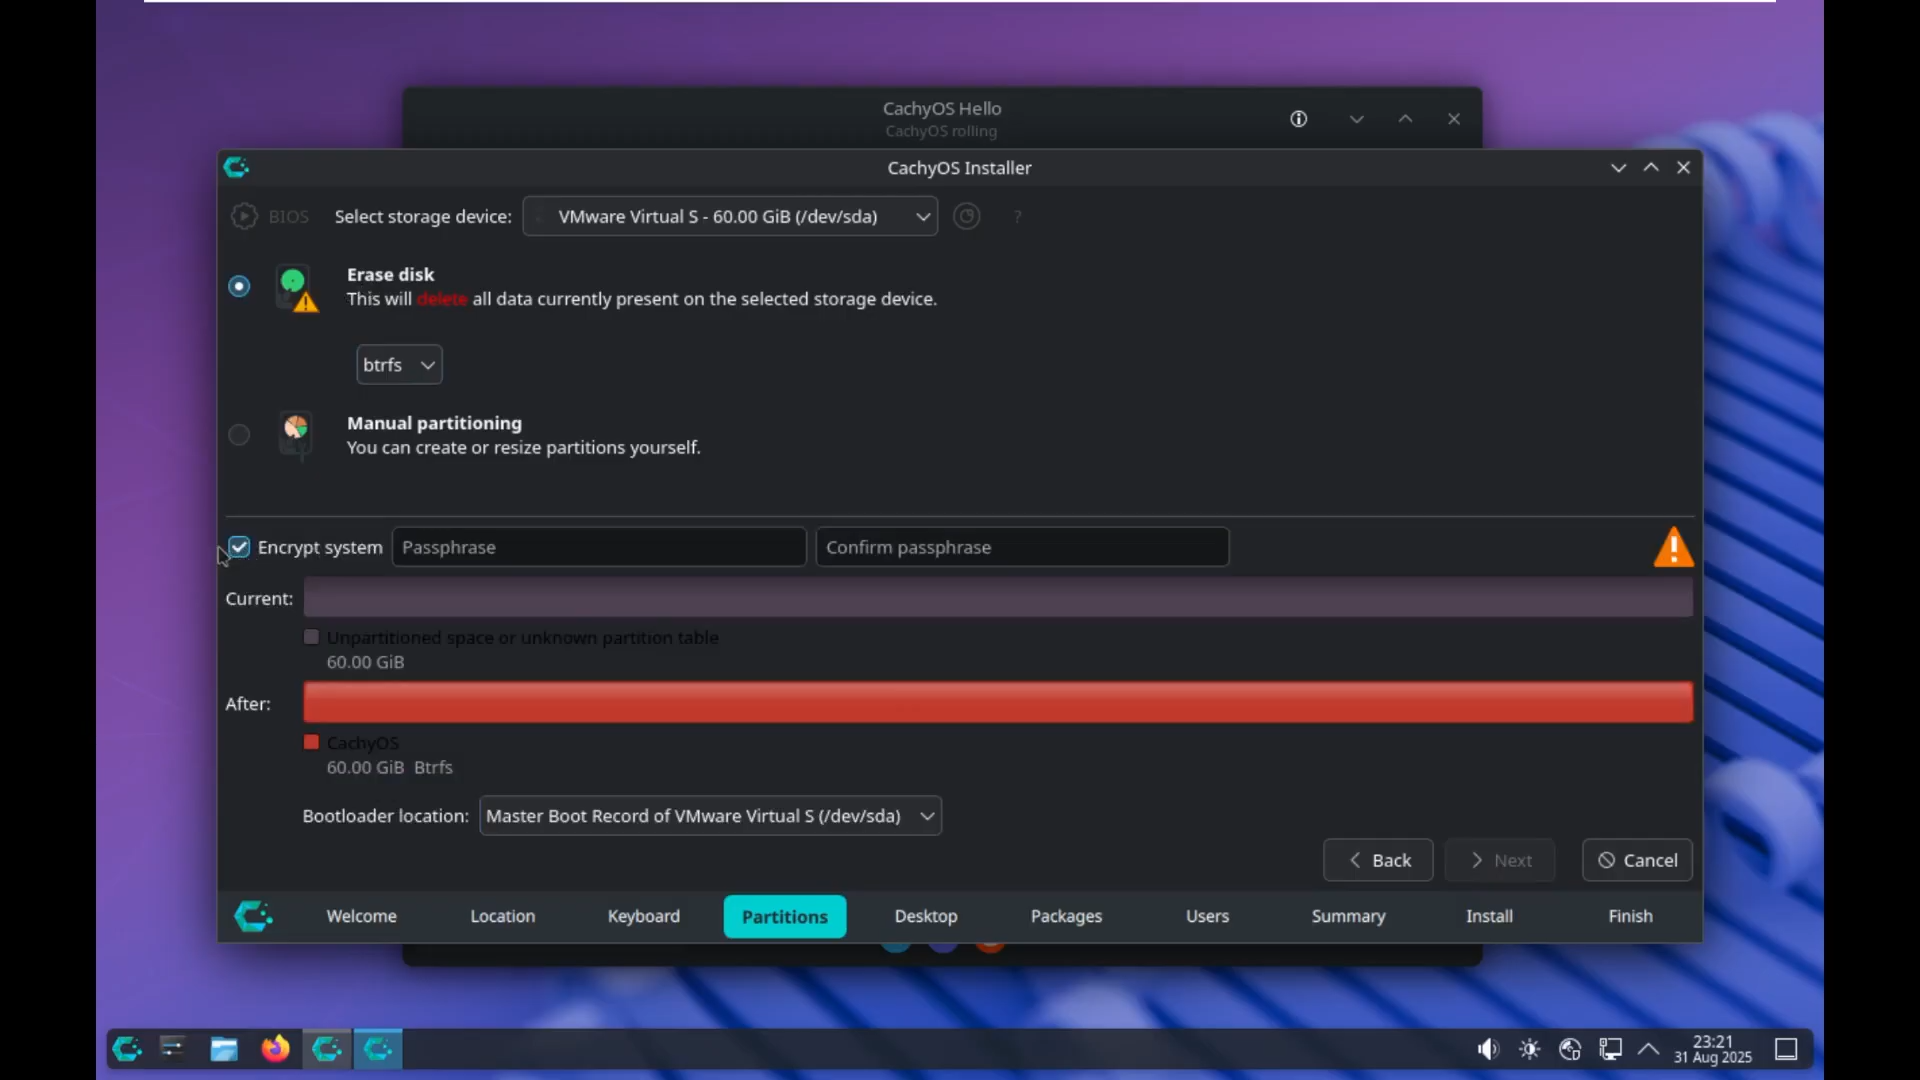 CachyOS Hello
CachyOS rolling
CachyOS Installer
BIOS Select storage device: VMware Virtual S - 60.00 GiB (/dev/sda) ?
Erase disk
This will delete all data currently present on the selected storage device.
btrfs
Manual partitioning
You can create or resize partitions yourself.
Encrypt system Passphrase Confirm passphrase
Current:
Unpartitioned space or unknown partition table
60.00 GiB
After:
CachyOS
60.00 GiB Btrfs
Bootloader location: Master Boot Record of VMware Virtual S (/dev/sda)
Back Next Cancel
Welcome Location Keyboard Partitions Desktop Packages Users Summary Install Finish
23:21
31 Aug 2025